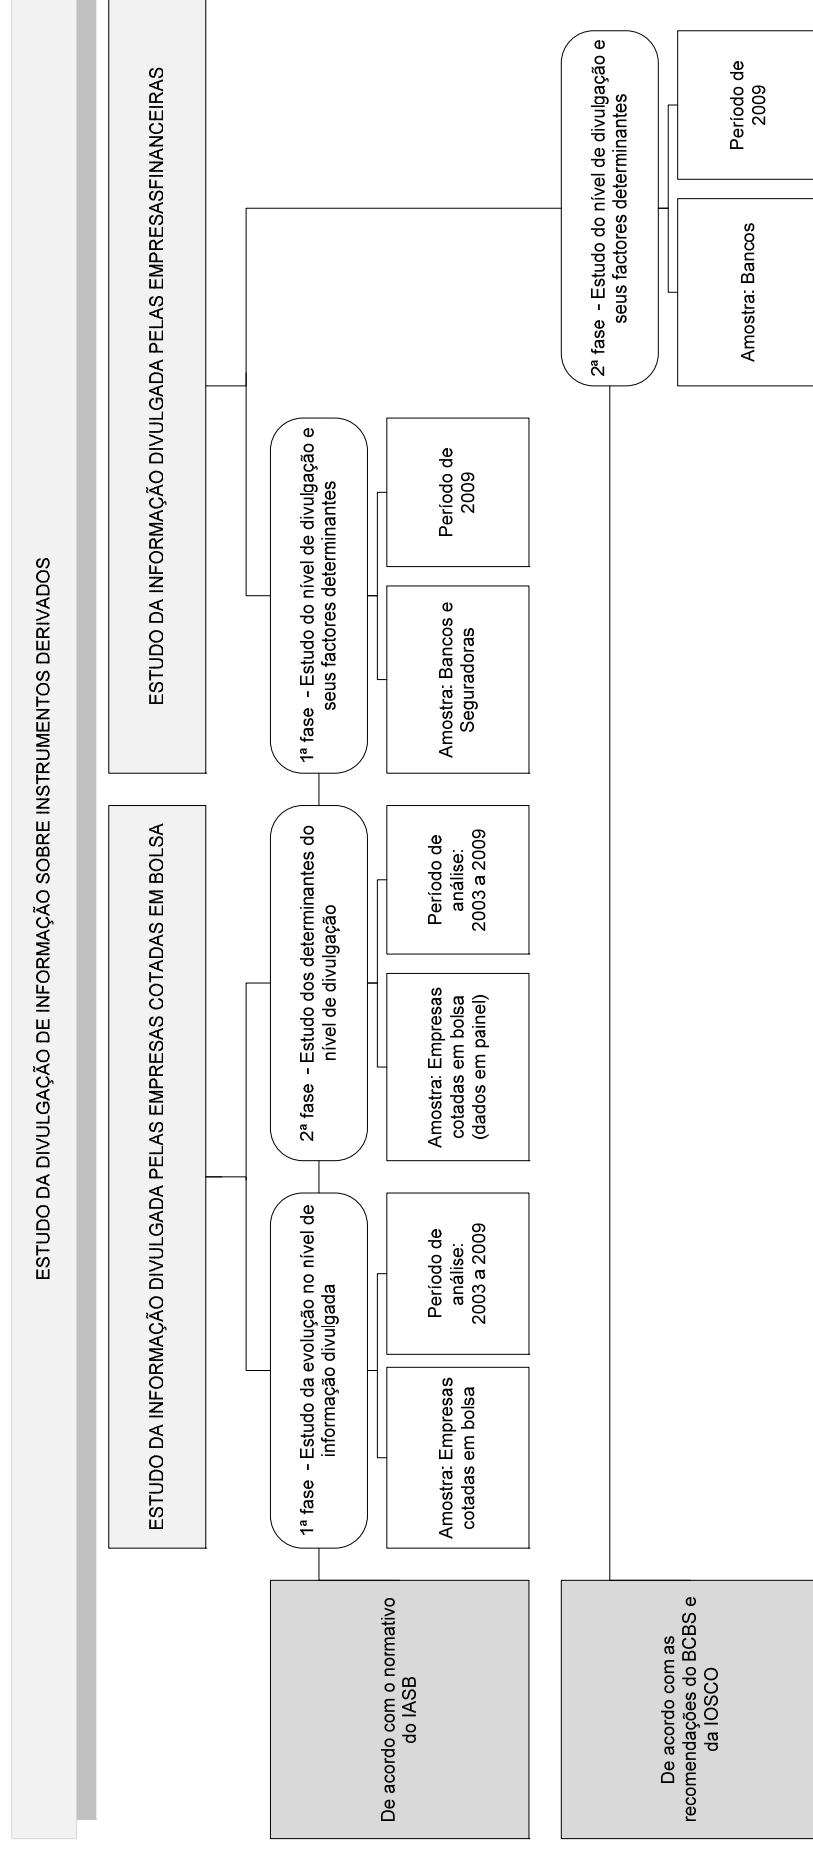 ESTUDO DA DIVULGAÇÃO DE INFORMAÇÃO SOBRE INSTRUMENTOS DERIVADOS
ESTUDO DA INFORMAÇÃO DIVULGADA PELAS EMPRESAS COTADAS EM BOLSA
ESTUDO DA INFORMAÇÃO DIVULGADA PELAS EMPRESASFINANCEIRAS
De acordo com o normativo
do IASB
1ª fase - Estudo da evolução no nível de
informação divulgada
Amostra: Empresas
cotadas em bolsa
Período de
análise:
2003 a 2009
2ª fase - Estudo dos determinantes do
nível de divulgação
Amostra: Empresas
cotadas em bolsa
(dados em painel)
Período de
análise:
2003 a 2009
1ª fase - Estudo do nível de divulgação e
seus factores determinantes
Amostra: Bancos e
Seguradoras
Período de
2009
De acordo com as
recomendações do BCBS e
da IOSCO
2ª fase - Estudo do nível de divulgação e
seus factores determinantes
Amostra: Bancos
Período de
2009